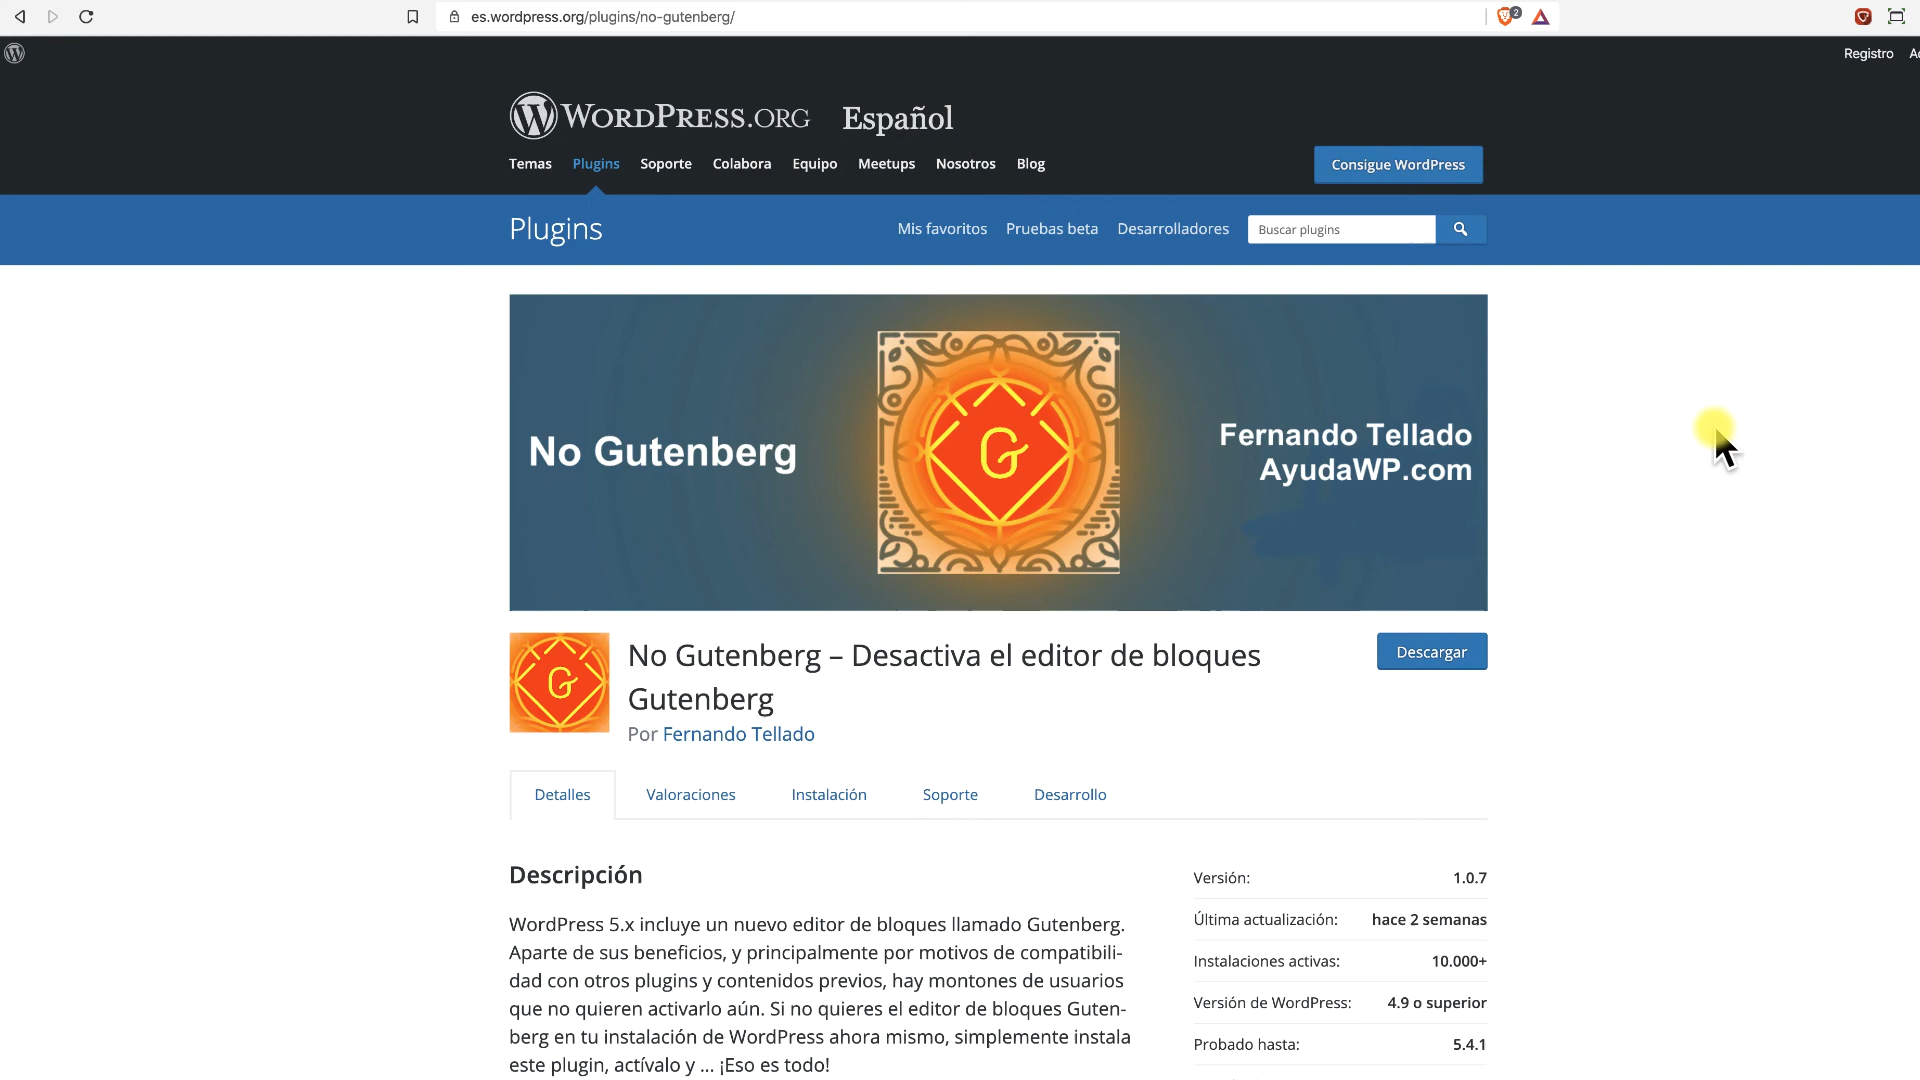 es.wordpress.org/plugins/no-gutenberg/
2
Registro
WORDPRESS.ORG Español
Temas Plugins Soporte Colabora Equipo Meetups Nosotros Blog
Consigue WordPress
Plugins
Mis favoritos Pruebas beta Desarrolladores
Buscar plugins
No Gutenberg
G
Fernando Tellado
AyudaWP.com
G
No Gutenberg – Desactiva el editor de bloques
Gutenberg
Por Fernando Tellado
Descargar
Detalles Valoraciones Instalación Soporte Desarrollo
Descripción
WordPress 5.x incluye un nuevo editor de bloques llamado Gutenberg.
Aparte de sus beneficios, y principalmente por motivos de compatibili-
dad con otros plugins y contenidos previos, hay montones de usuarios
que no quieren activarlo aún. Si no quieres el editor de bloques Guten-
berg en tu instalación de WordPress ahora mismo, simplemente instala
este plugin, actívalo y ... ¡Eso es todo!
Versión: 1.0.7
Última actualización: hace 2 semanas
Instalaciones activas: 10.000+
Versión de WordPress: 4.9 o superior
Probado hasta: 5.4.1